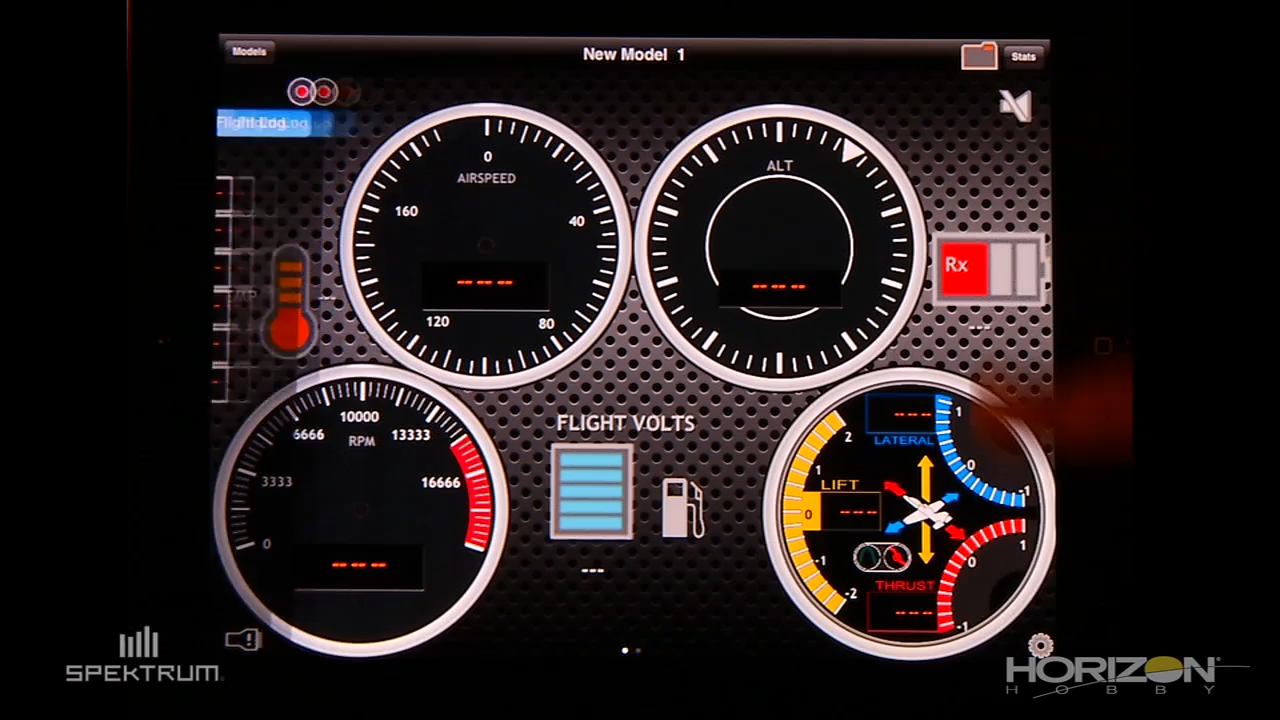 Models
New Model 1
Stats
Flight Log
0
AIRSPEED
160
40
120
80
ALT
Rx
10000
6666
13333
RPM
3333
16666
0
FLIGHT VOLTS
LATERAL
1
0
-1
2
1
LIFT
0
-1
-2
THRUST
1
0
-1
SPEKTRUM
HORIZON
HOBBY